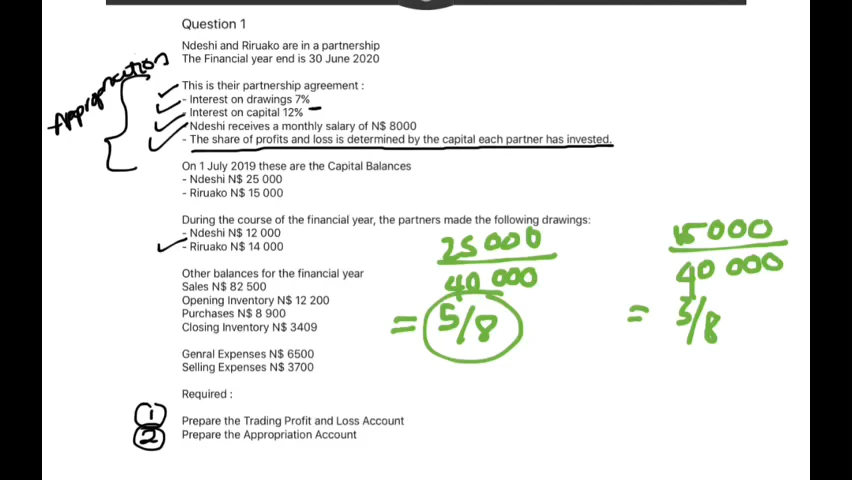 Question 1
Ndeshi and Riruako are in a partnership
The Financial year end is 30 June 2020
Appropriation
This is their partnership agreement :
- Interest on drawings 7%
- Interest on capital 12%
- Ndeshi receives a monthly salary of N$ 8000
- The share of profits and loss is determined by the capital each partner has invested.
On 1 July 2019 these are the Capital Balances
- Ndeshi N$ 25 000
- Riruako N$ 15 000
During the course of the financial year, the partners made the following drawings:
- Ndeshi N$ 12 000
- Riruako N$ 14 000
25 000
40 000
= 5/8
15 000
40 000
= 3/8
Other balances for the financial year
Sales N$ 82 500
Opening Inventory N$ 12 200
Purchases N$ 8 900
Closing Inventory N$ 3409
Genral Expenses N$ 6500
Selling Expenses N$ 3700
Required :
1 Prepare the Trading Profit and Loss Account
2 Prepare the Appropriation Account